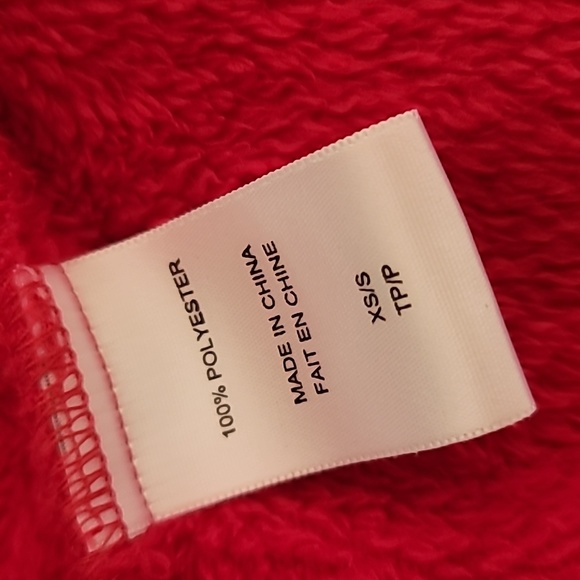 100% POLYESTER
MADE IN CHINA
FAIT EN CHINE
XS/S
TP/P